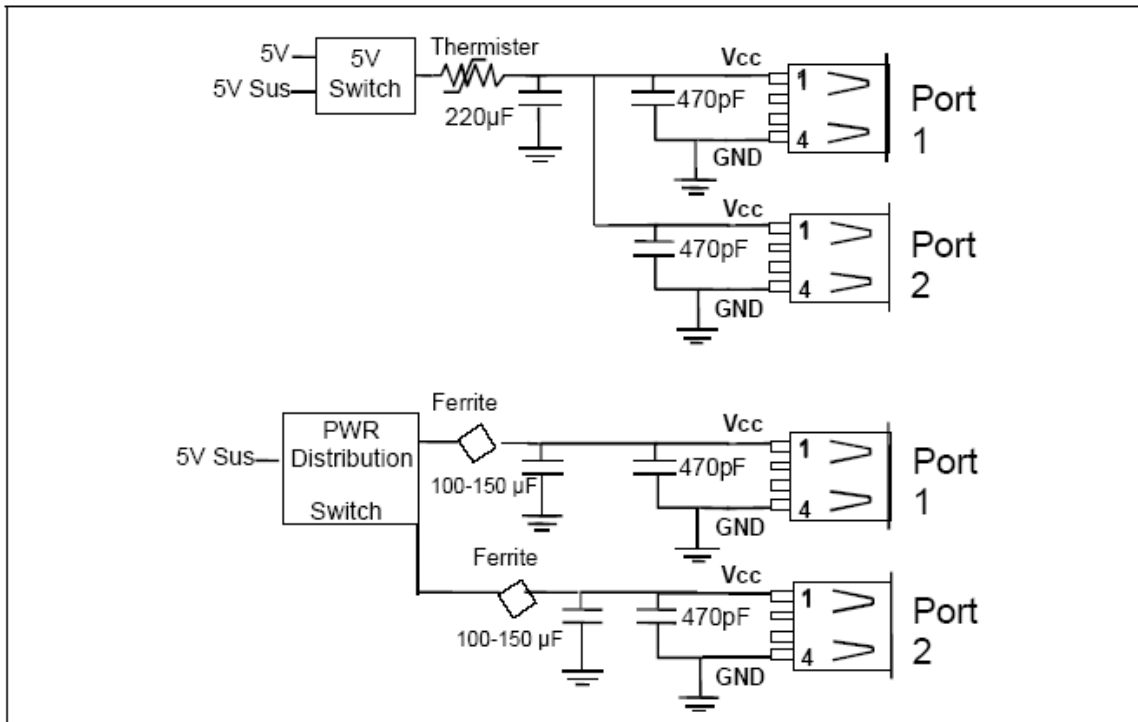 5V
5V Sus
5V
Switch
Thermister
220µF
470pF
Vcc
GND
1
4
Port
1
Vcc
470pF
GND
1
4
Port
2
5V Sus
PWR
Distribution
Switch
Ferrite
100-150 µF
470pF
Vcc
GND
1
4
Port
1
Ferrite
100-150 µF
470pF
Vcc
GND
1
4
Port
2